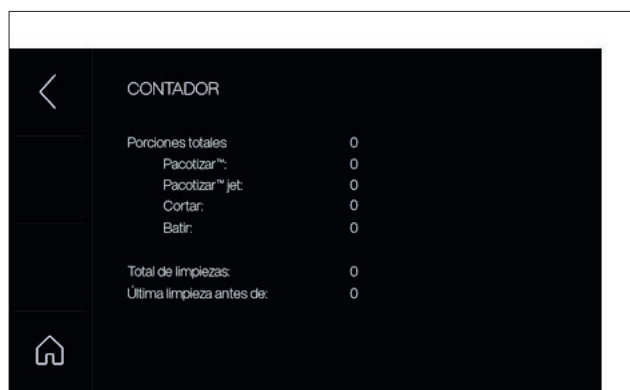 CONTADOR
Porciones totales 0
Pacotizar™: 0
Pacotizar™ jet: 0
Cortar: 0
Batir: 0
Total de limpiezas: 0
Última limpieza antes de: 0